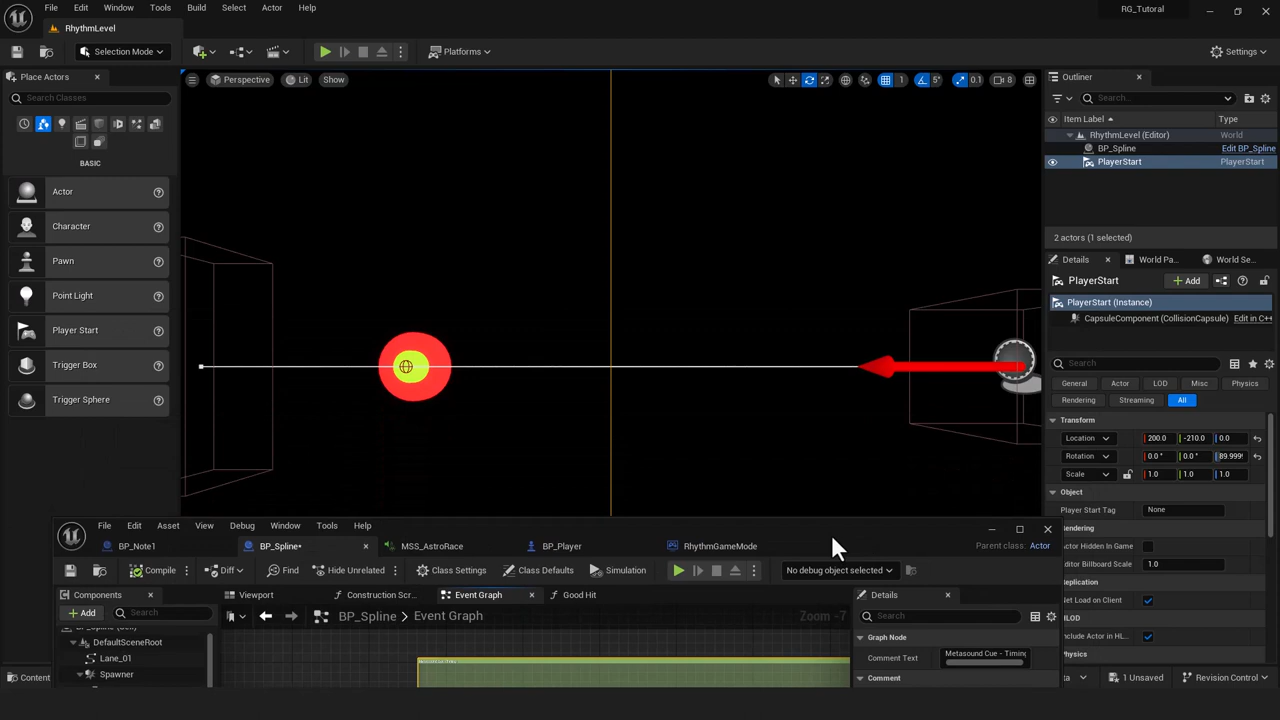 File Edit Window Tools Build Select Actor Help
RG_Tutoral
RhythmLevel
Selection Mode
Platforms
Settings
Place Actors
Perspective Lit Show
1 5° 0.1 8
Outliner
Search Classes
Search...
Item Label Type
RhythmLevel (Editor) World
BP_Spline Edit BP_Spline
PlayerStart PlayerStart
BASIC
Actor
Character
Pawn
Point Light
Player Start
Trigger Box
Trigger Sphere
2 actors (1 selected)
Details World Pa... World Se...
PlayerStart Add
PlayerStart (Instance)
CapsuleComponent (CollisionCapsule) Edit in C++
Search
General Actor LOD Misc Physics
Rendering Streaming All
Transform
Location 200.0 -210.0 0.0
Rotation 0.0 ° 0.0 ° 89.999
Scale 1.0 1.0 1.0
Object
Player Start Tag None
Rendering
Actor Hidden In Game
Editor Billboard Scale 1.0
Replication
Net Load on Client
HLOD
Include Actor in HL...
Physics
File Edit Asset View Debug Window Tools Help
BP_Note1 BP_Spline• MSS_AstroRace BP_Player RhythmGameMode Parent class: Actor
Compile Diff Find Hide Unrelated Class Settings Class Defaults Simulation No debug object selected
Components Viewport Construction Scr... Event Graph Good Hit Details
Add Search BP_Spline Event Graph Zoom -7 Search
DefaultSceneRoot
Lane_01
Spawner
Graph Node
Comment Text Metasound Cue - Timing
Comment
Content
1 Unsaved Revision Control